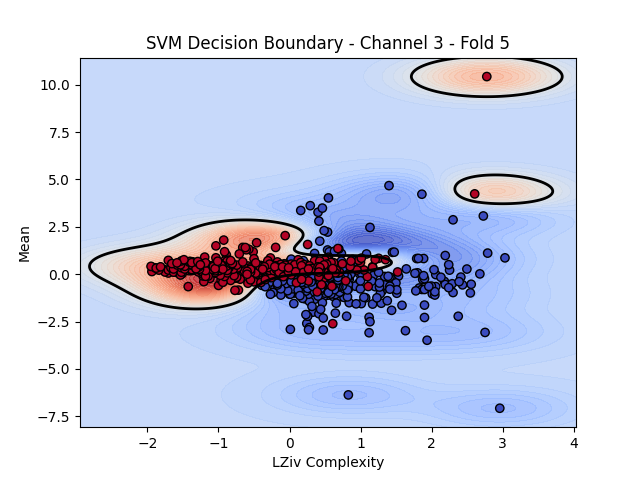 SVM Decision Boundary - Channel 3 - Fold 5
10.0
7.5
5.0
2.5
0.0
−2.5
−5.0
−7.5
Mean
−2 −1 0 1 2 3 4
LZiv Complexity